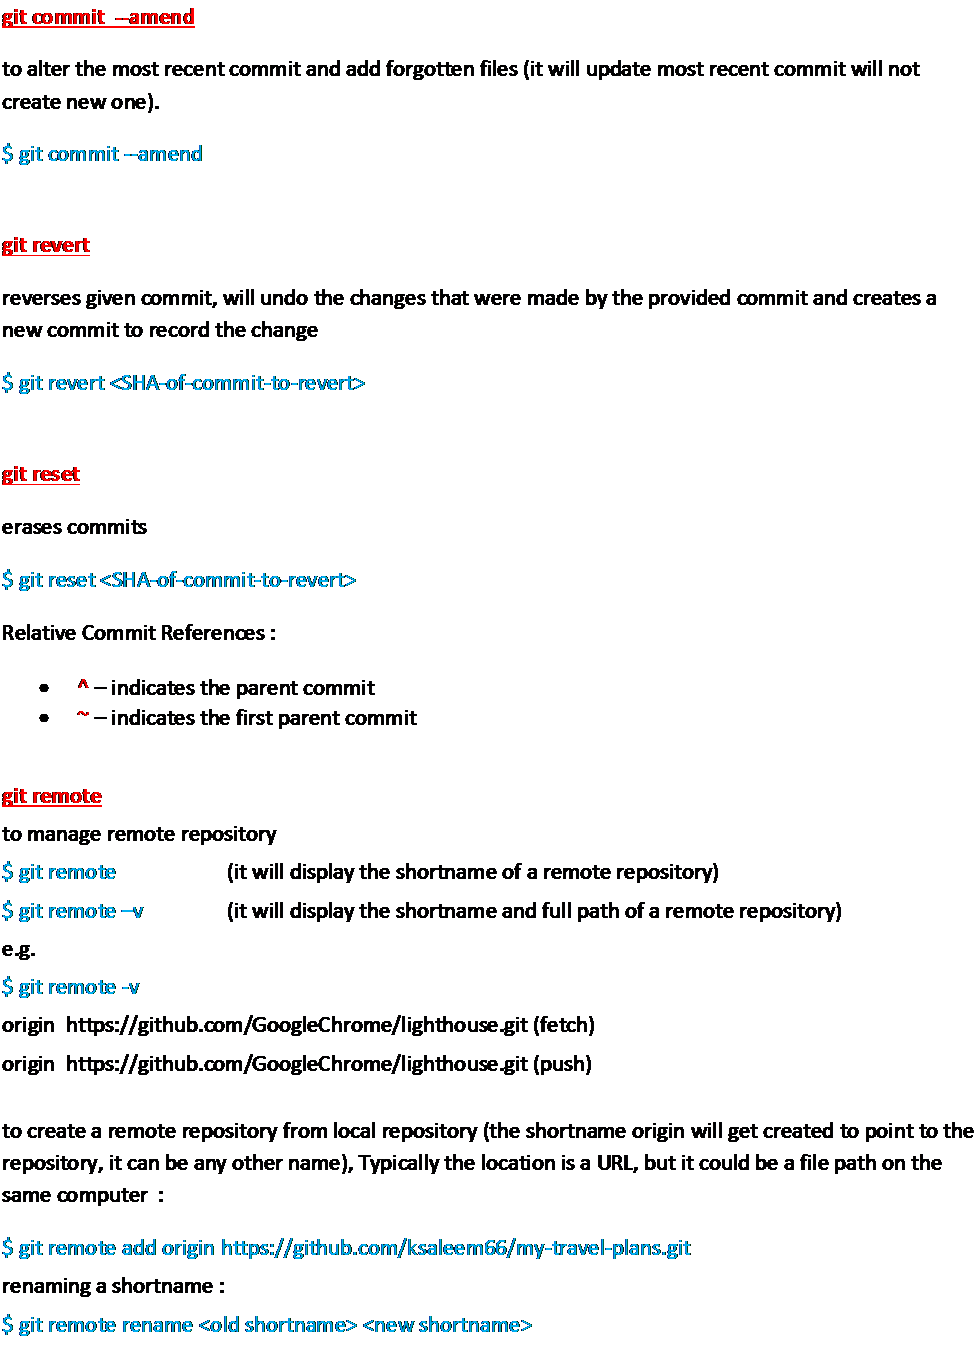 git commit  --amend
to alter the most recent commit and add forgotten files (it will update most recent commit will not
create new one).
$ git commit --amend
git revert
reverses given commit, will undo the changes that were made by the provided commit and creates a
new commit to record the change
$ git revert <SHA-of-commit-to-revert>
git reset
erases commits
$ git reset <SHA-of-commit-to-revert>
Relative Commit References :
• ^ – indicates the parent commit
• ~ – indicates the first parent commit
git remote
to manage remote repository
$ git remote (it will display the shortname of a remote repository)
$ git remote –v (it will display the shortname and full path of a remote repository)
e.g.
$ git remote -v
origin  https://github.com/GoogleChrome/lighthouse.git (fetch)
origin  https://github.com/GoogleChrome/lighthouse.git (push)
to create a remote repository from local repository (the shortname origin will get created to point to the
repository, it can be any other name), Typically the location is a URL, but it could be a file path on the
same computer  :
$ git remote add origin https://github.com/ksaleem66/my-travel-plans.git
renaming a shortname :
$ git remote rename <old shortname> <new shortname>